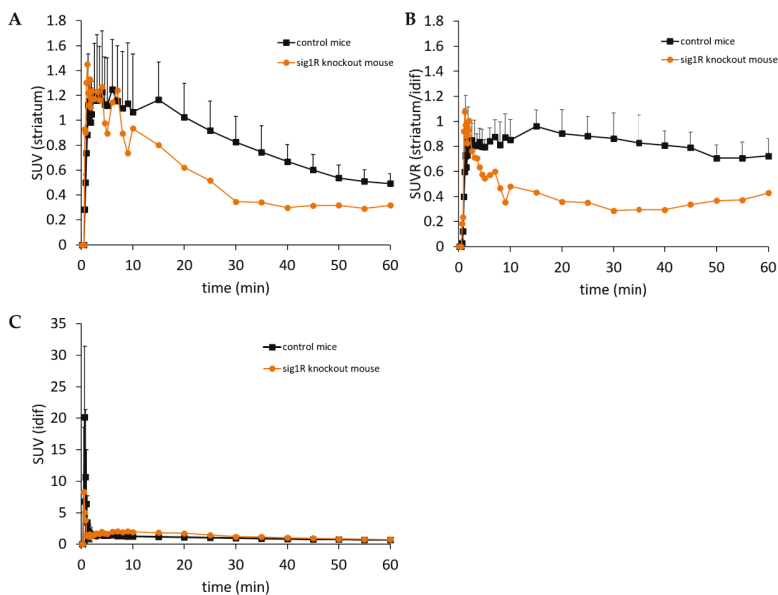 A
1.8
1.6
1.4
1.2
1
0.8
0.6
0.4
0.2
0
SUV (striatum)
control mice
sig1R knockout mouse
0 10 20 30 40 50 60
time (min)
B
1.8
1.6
1.4
1.2
1
0.8
0.6
0.4
0.2
0
SUVR (striatum/idif)
control mice
sig1R knockout mouse
0 10 20 30 40 50 60
time (min)
C
35
30
25
20
15
10
5
0
SUV (idif)
control mice
sig1R knockout mouse
0 10 20 30 40 50 60
time (min)